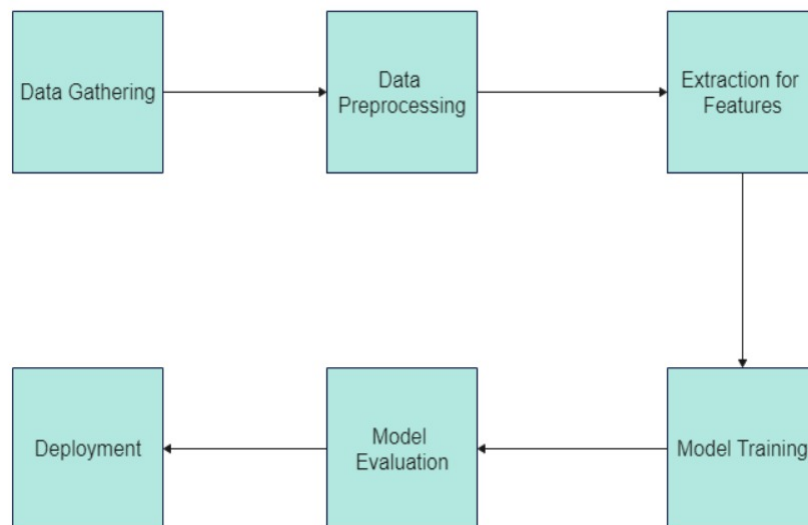 Data Gathering
Data
Preprocessing
Extraction for
Features
Deployment
Model
Evaluation
Model Training